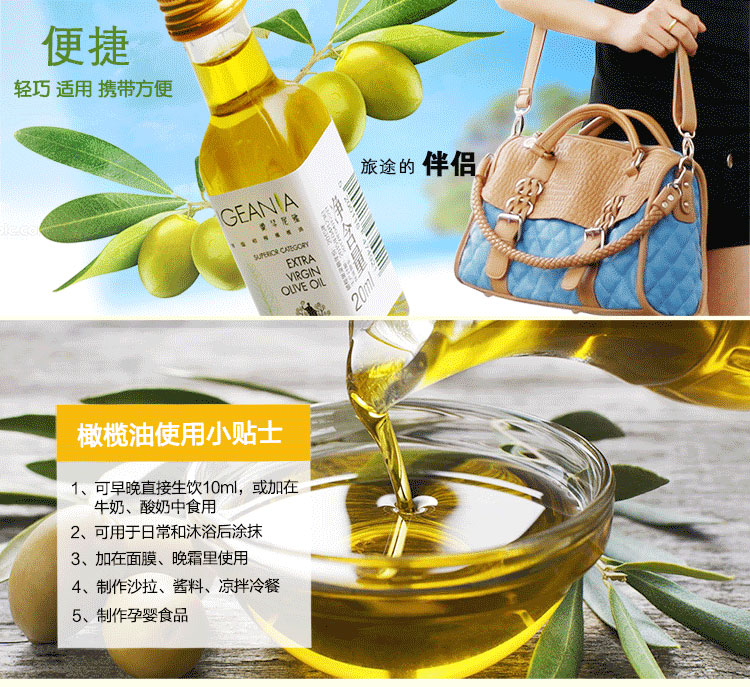 便捷
轻巧 适用 携带方便
旅途的 伴侣
GEANIA
SUPERIOR CATEGORY
EXTRA
VIRGIN
OLIVE OIL
净含量
20ml
橄榄油使用小贴士
1、可早晚直接生饮10ml，或加在
牛奶、酸奶中食用
2、可用于日常和沐浴后涂抹
3、加在面膜、晚霜里使用
4、制作沙拉、酱料、凉拌冷餐
5、制作孕婴食品